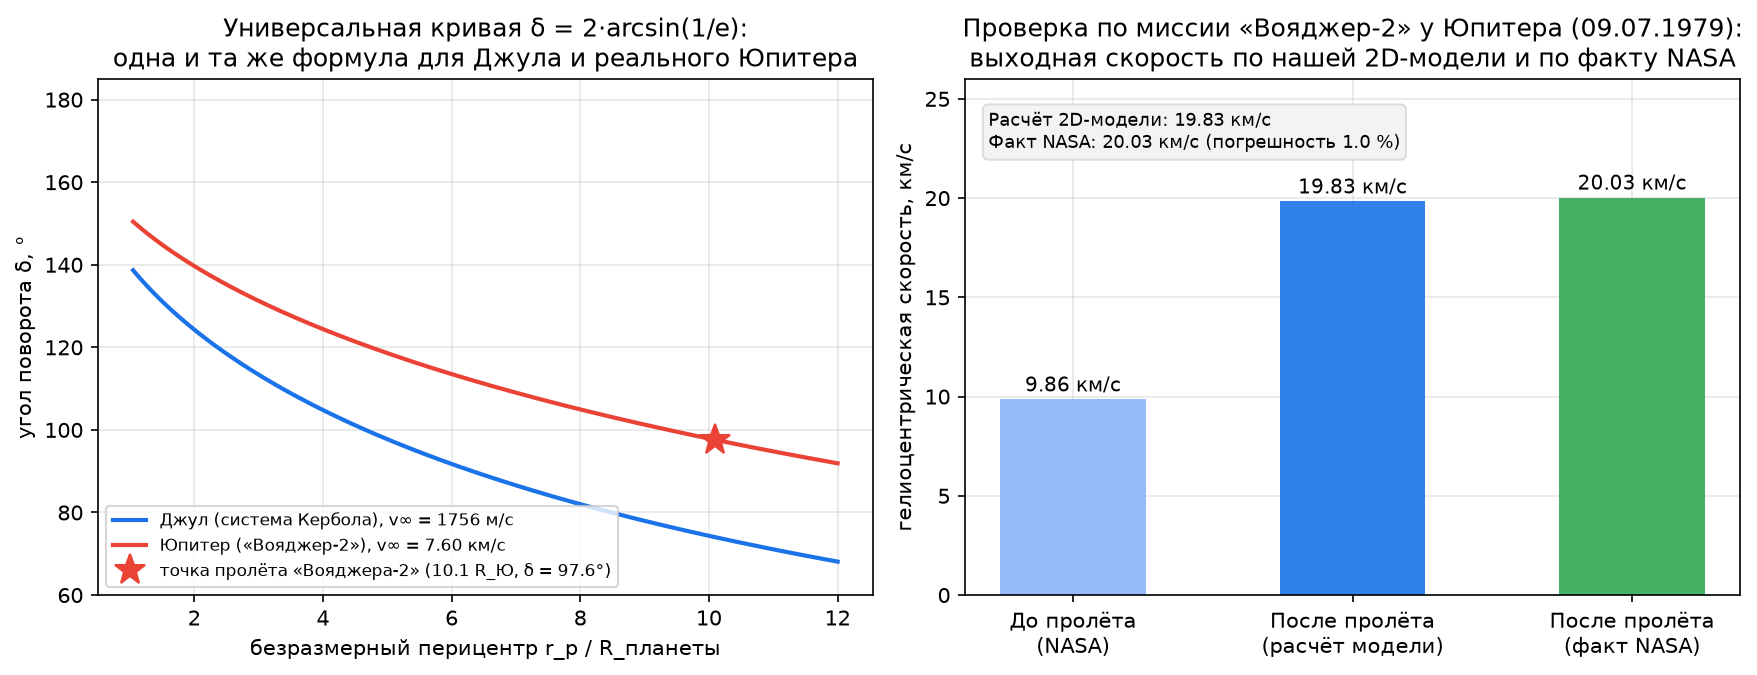 Универсальная кривая δ = 2·arcsin(1/e):
одна и та же формула для Джула и реального Юпитера
угол поворота δ, °
180
160
140
120
100
80
60
2
4
6
8
10
12
безразмерный перицентр r_p / R_планеты
Джул (система Кербола), v∞ = 1756 м/с
Юпитер («Вояджер-2»), v∞ = 7.60 км/с
точка пролёта «Вояджера-2» (10.1 R_Ю, δ = 97.6°)
Проверка по миссии «Вояджер-2» у Юпитера (09.07.1979):
выходная скорость по нашей 2D-модели и по факту NASA
гелиоцентрическая скорость, км/с
25
20
15
10
5
0
Расчёт 2D-модели: 19.83 км/с
Факт NASA: 20.03 км/с (погрешность 1.0 %)
9.86 км/с
19.83 км/с
20.03 км/с
До пролёта
(NASA)
После пролёта
(расчёт модели)
После пролёта
(факт NASA)